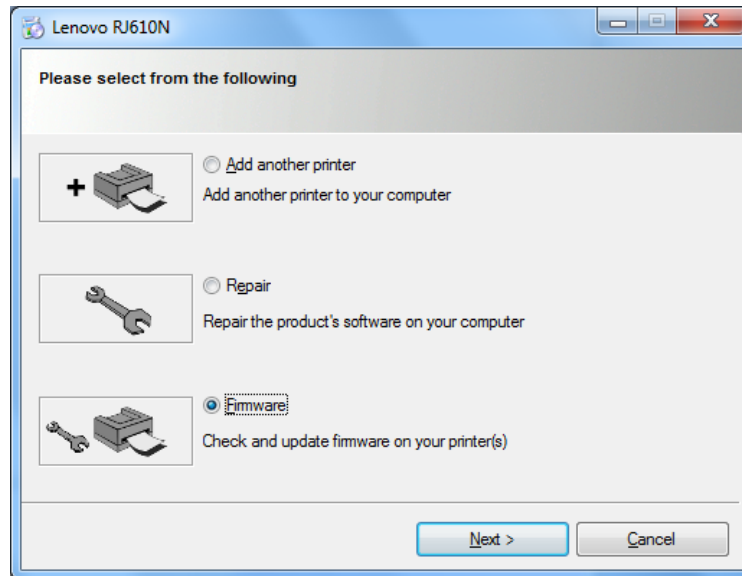 Lenovo RJ610N
Please select from the following
Add another printer
Add another printer to your computer
Repair
Repair the product's software on your computer
Firmware
Check and update firmware on your printer(s)
Next >
Cancel